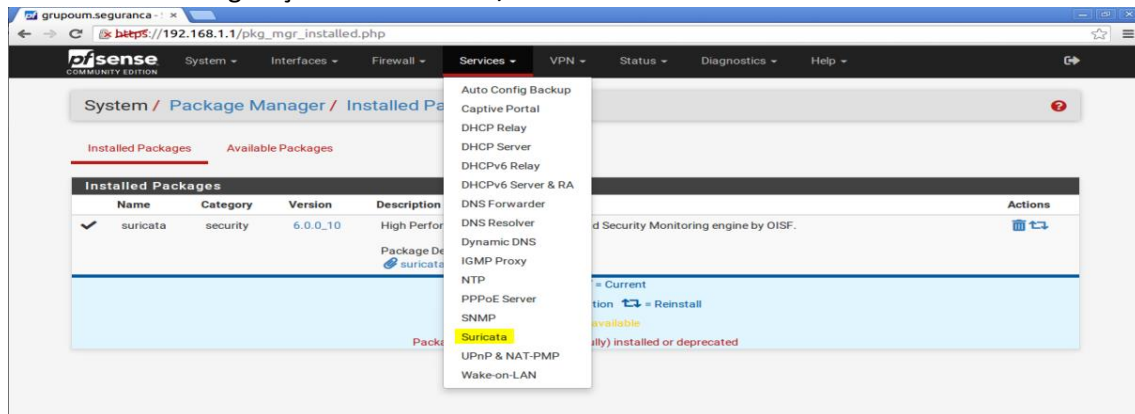 grupoum.seguranca -
https://192.168.1.1/pkg_mgr_installed.php
pfsense
COMMUNITY EDITION
System
Interfaces
Firewall
Services
VPN
Status
Diagnostics
Help
System / Package Manager / Installed Pa
Installed Packages
Available Packages
Auto Config Backup
Captive Portal
DHCP Relay
DHCP Server
DHCPv6 Relay
DHCPv6 Server & RA
DNS Forwarder
DNS Resolver
Dynamic DNS
IGMP Proxy
NTP
PPPoE Server
SNMP
Suricata
UPnP & NAT-PMP
Wake-on-LAN
Installed Packages
Name Category Version Description Actions
suricata security 6.0.0_10 High Perfor d Security Monitoring engine by OISF.
Package De
suricata
= Current
tion = Reinstall
available
Packa ully) installed or deprecated